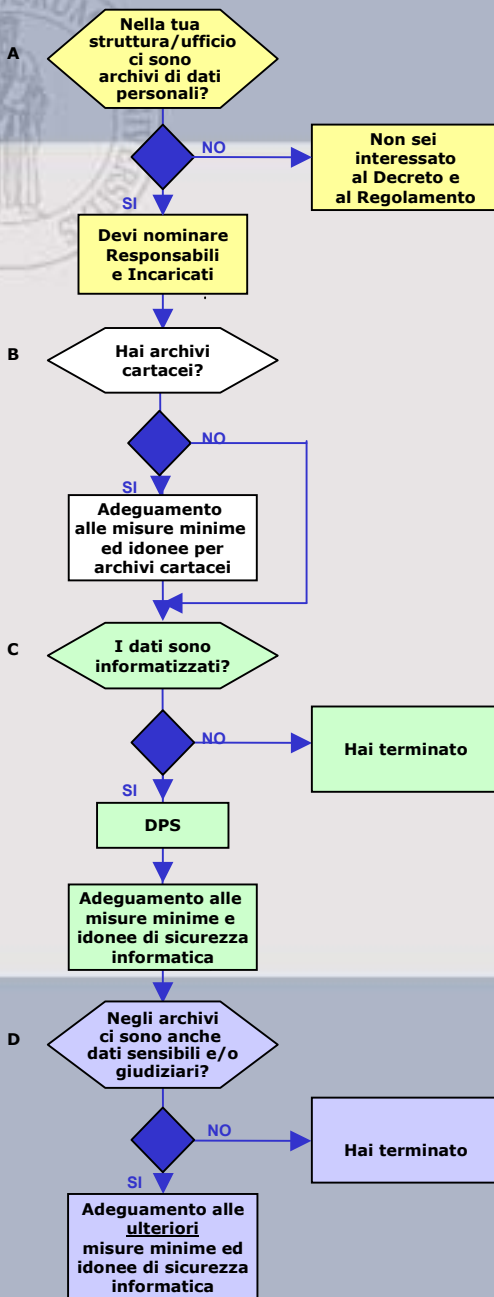 A
Nella tua
struttura/ufficio
ci sono
archivi di dati
personali?
NO
Non sei
interessato
al Decreto e
al Regolamento
SI
Devi nominare
Responsabili
e Incaricati
B
Hai archivi
cartacei?
NO
SI
Adeguamento
alle misure minime
ed idonee per
archivi cartacei
C
I dati sono
informatizzati?
NO
Hai terminato
SI
DPS
Adeguamento alle
misure minime e
idonee di sicurezza
informatica
D
Negli archivi
ci sono anche
dati sensibili e/o
giudiziari?
NO
Hai terminato
SI
Adeguamento alle
ulteriori
misure minime ed
idonee di sicurezza
informatica